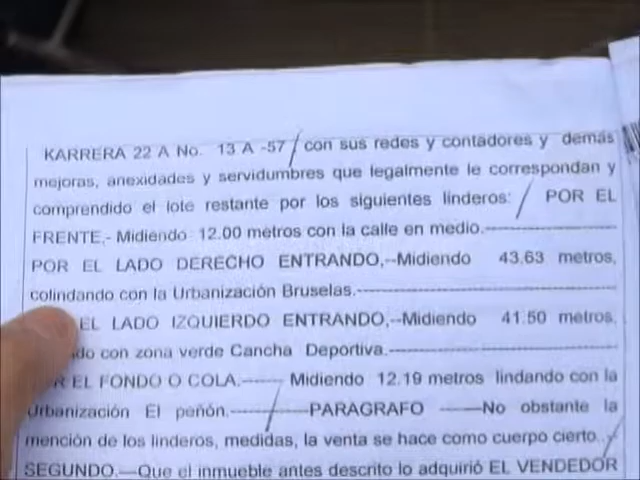 KARRERA 22 A No. 13 A -57 / con sus redes y contadores y demás
mejoras, anexidades y servidumbres que legalmente le correspondan y
comprendido el lote restante por los siguientes linderos: / POR EL
FRENTE,- Midiendo 12.00 metros con la calle en medio.--------------------
POR EL LADO DERECHO ENTRANDO,--Midiendo 43.63 metros,
colindando con la Urbanización Bruselas.----------------------------------------
EL LADO IZQUIERDO ENTRANDO,--Midiendo 41.50 metros,
con zona verde Cancha Deportiva.------------------------------------
EL FONDO O COLA.------- Midiendo 12.19 metros lindando con la
Urbanización El peñón.-----/-------PARAGRAFO -------No obstante la
mención de los linderos, medidas, la venta se hace como cuerpo cierto. /
SEGUNDO.---Que el inmueble antes descrito lo adquirió EL VENDEDOR